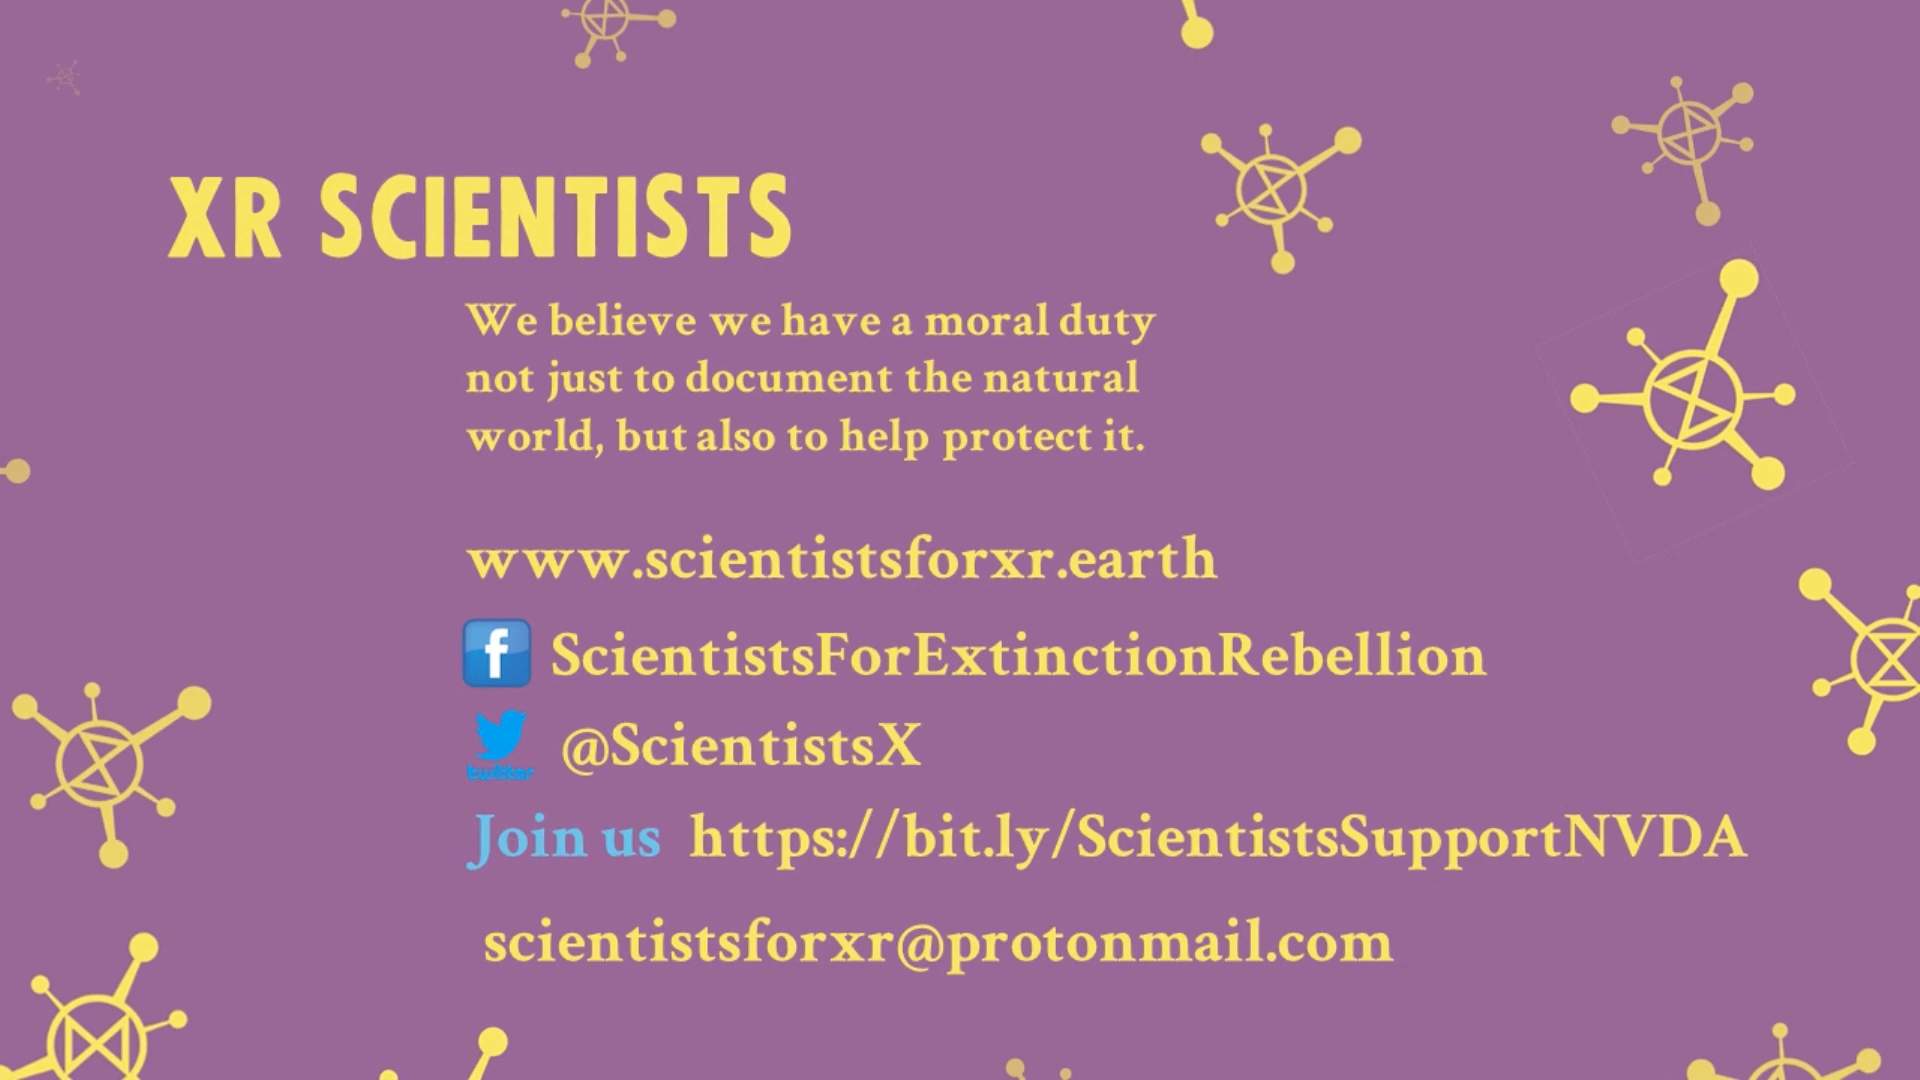 XR SCIENTISTS
We believe we have a moral duty
not just to document the natural
world, but also to help protect it.
www.scientistsforxr.earth
f ScientistsForExtinctionRebellion
twitter @ScientistsX
Join us https://bit.ly/ScientistsSupportNVDA
scientistsforxr@protonmail.com